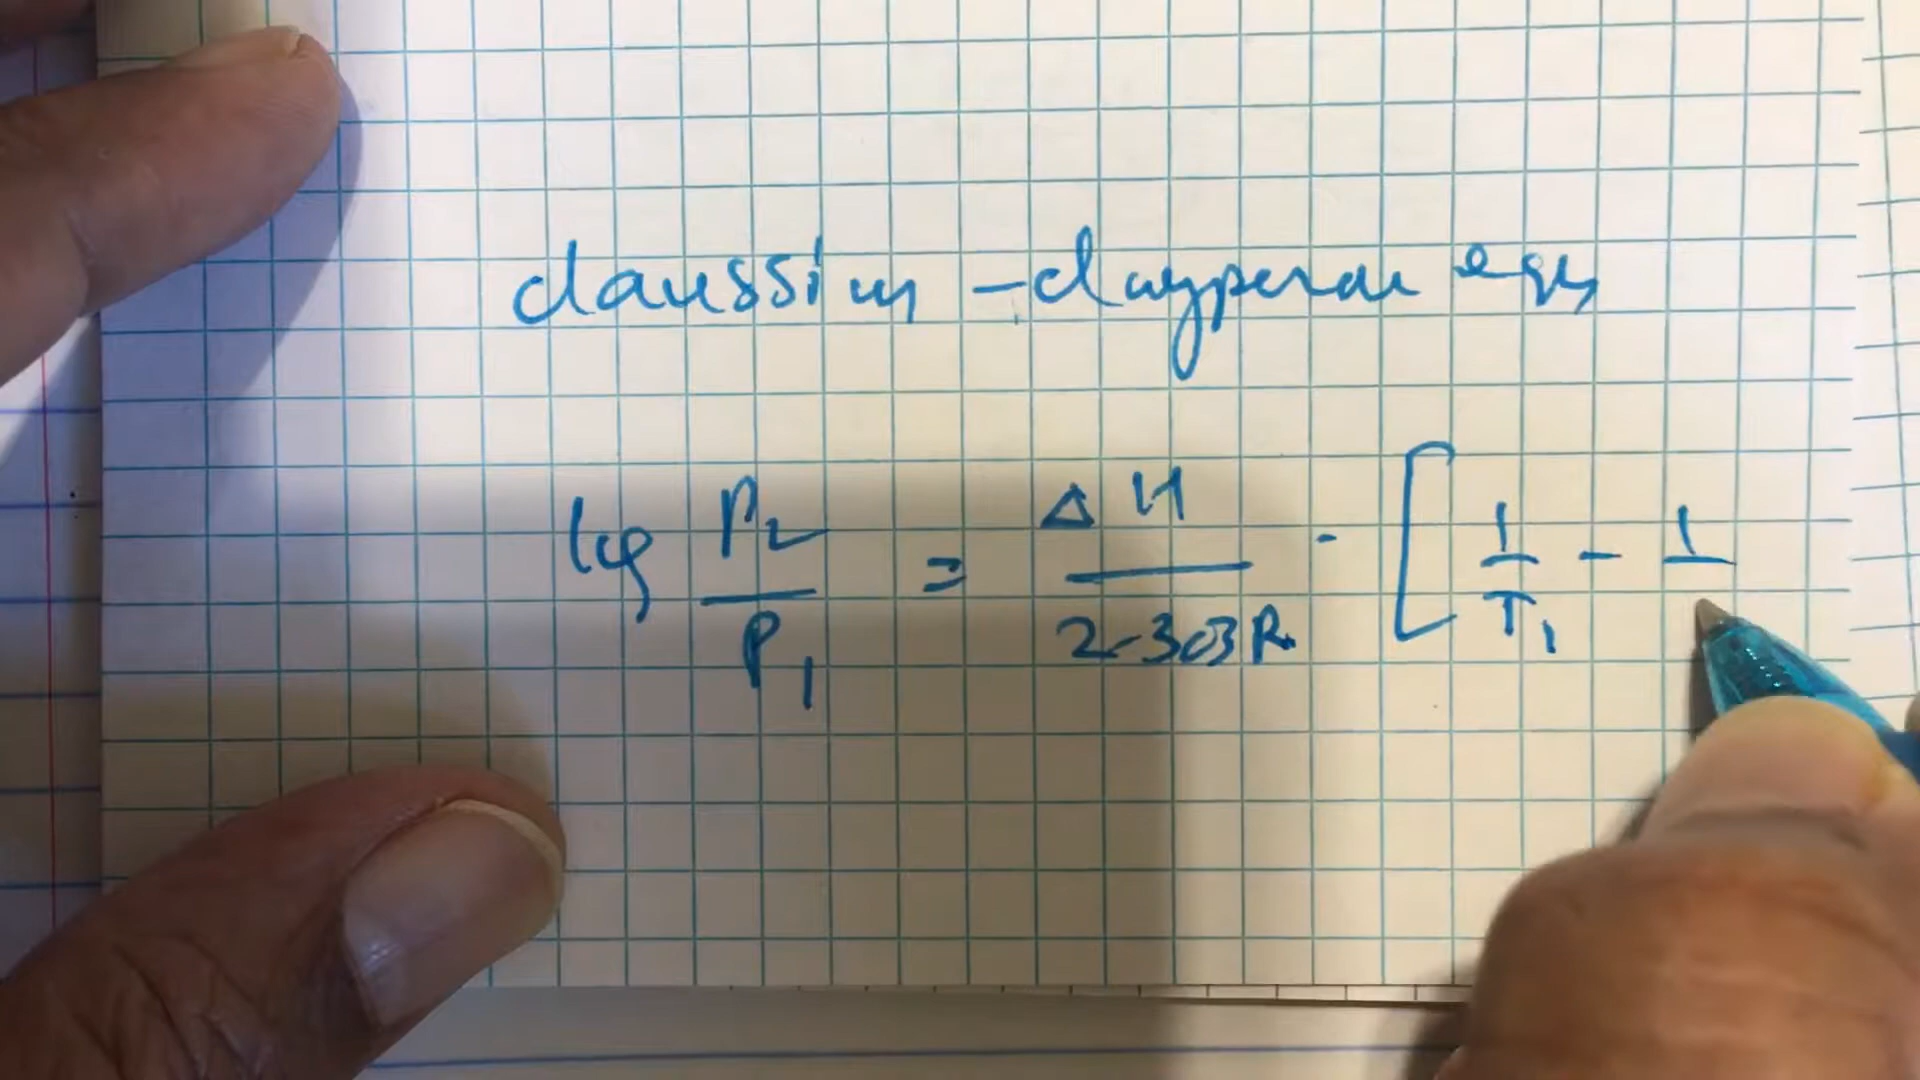 claussius - clayperon eqn
log P2/P1 = ΔH/2.303R · [1/T1 - 1/